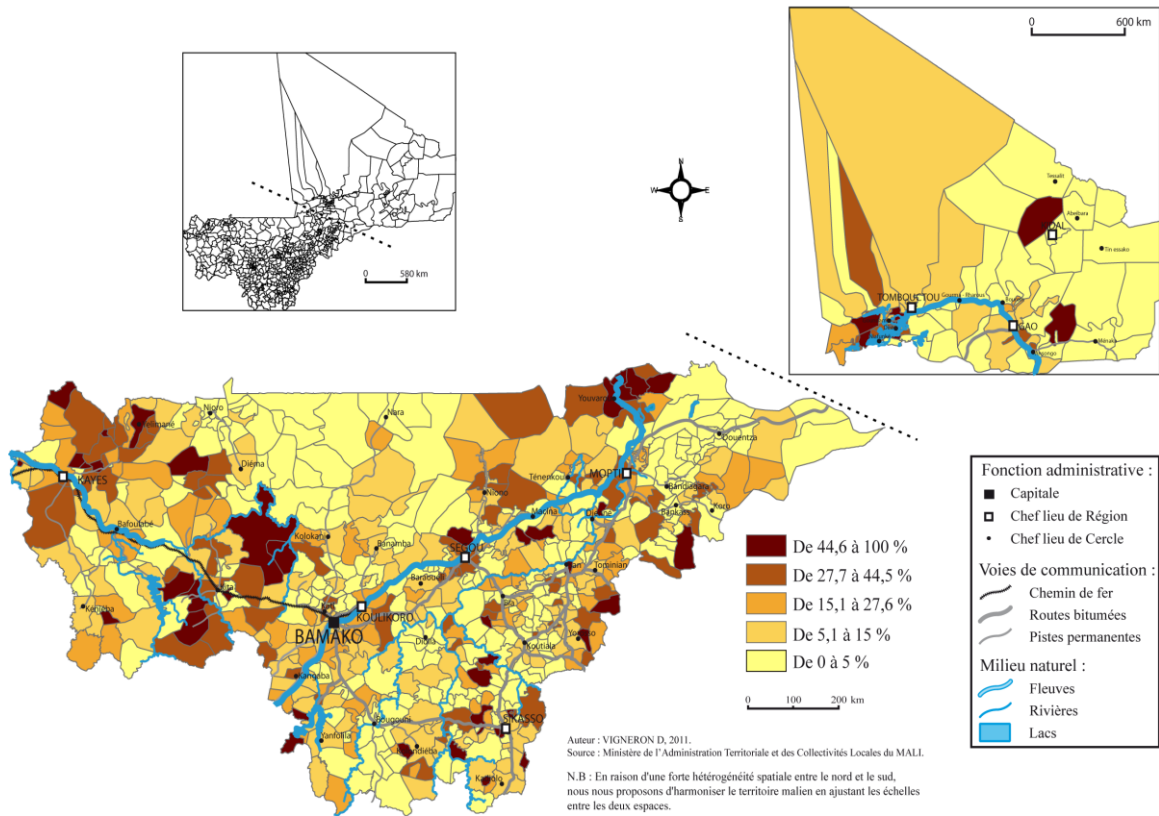 0 580 km
N
W E
S
0 600 km
Tessalit
Abeïbara
Tin essako
TOMBOUCTOU
Gourma - Rharous
Bourem
GAO
Ménaka
Ansongo
Youvarou
Nioro
Nara
Yélimané
Douentza
Diéma
KAYES
MOPTI
Ténenkou
Bandiagara
Niono
Bankass
Koro
Macina
Djenné
Bafoulabé
Kolokani
Banamba
SEGOU
San
Tominian
Baraouéli
Kita
Kéniéba
KOULIKORO
BAMAKO
Yorosso
Dioïla
Koutiala
Kangaba
Bougouni
SIKASSO
Yanfolila
Kolondiéba
Kadiolo
De 44,6 à 100 %
De 27,7 à 44,5 %
De 15,1 à 27,6 %
De 5,1 à 15 %
De 0 à 5 %
0 200 km
Fonction administrative :
Capitale
Chef lieu de Région
Chef lieu de Cercle
Voies de communication :
Chemin de fer
Routes bitumées
Pistes permanentes
Milieu naturel :
Fleuves
Rivières
Lacs
Auteur : VIGNERON D, 2011.
Source : Ministère de l'Administration Territoriale et des Collectivités Locales du MALI.
N.B : En raison d'une forte hétérogénéité spatiale entre le nord et le sud,
nous nous proposons d'harmoniser le territoire malien en ajustant les échelles
entre les deux espaces.